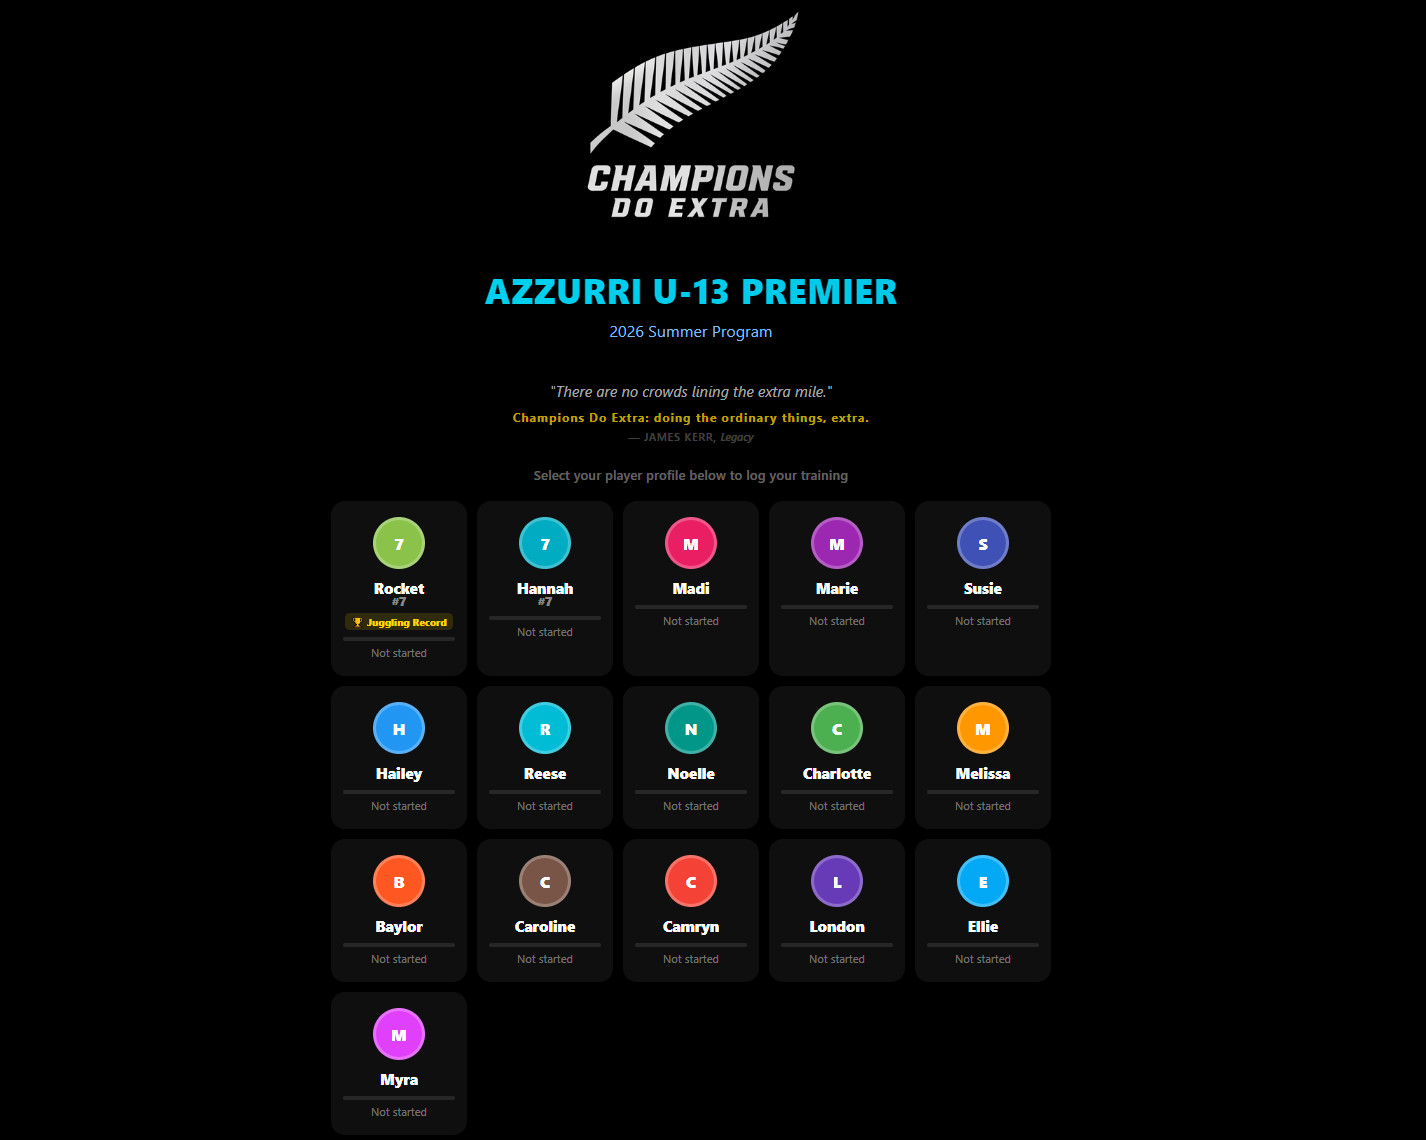 CHAMPIONS
DO EXTRA
AZZURRI U-13 PREMIER
2026 Summer Program
"There are no crowds lining the extra mile."
Champions Do Extra: doing the ordinary things, extra.
— JAMES KERR, Legacy
Select your player profile below to log your training
7
Rocket
#7
🏆 Juggling Record
Not started
7
Hannah
#7
Not started
M
Madi
Not started
M
Marie
Not started
S
Susie
Not started
H
Hailey
Not started
R
Reese
Not started
N
Noelle
Not started
C
Charlotte
Not started
M
Melissa
Not started
B
Baylor
Not started
C
Caroline
Not started
C
Camryn
Not started
L
London
Not started
E
Ellie
Not started
M
Myra
Not started